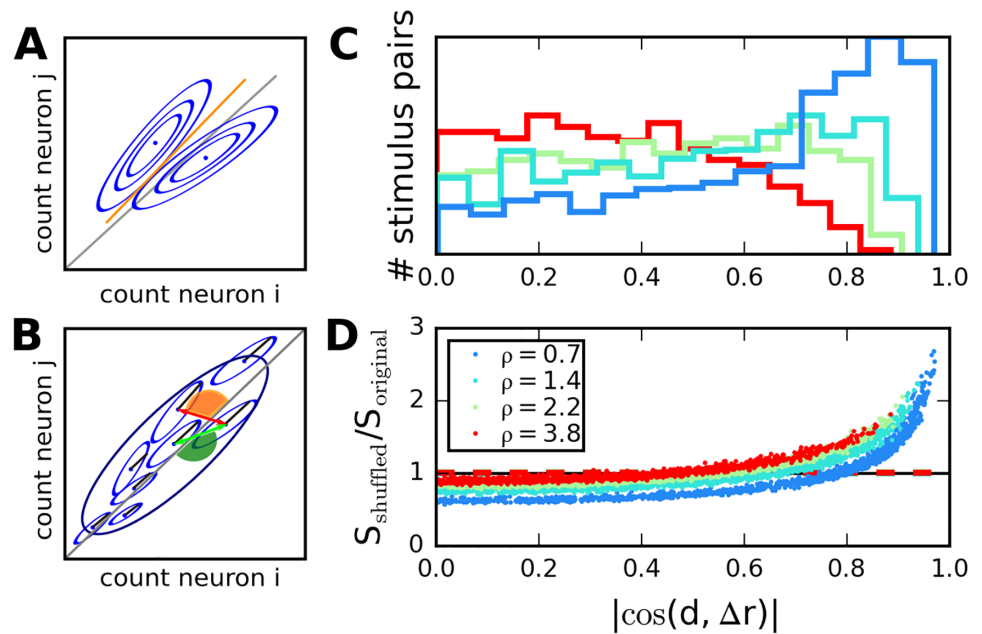 A
count neuron j
count neuron i
C
# stimulus pairs
0.0 0.2 0.4 0.6 0.8 1.0
B
count neuron j
count neuron i
D
S shuffled/S original
3
2
1
0
ρ = 0.7
ρ = 1.4
ρ = 2.2
ρ = 3.8
0.0 0.2 0.4 0.6 0.8 1.0
|cos(d, Δr)|